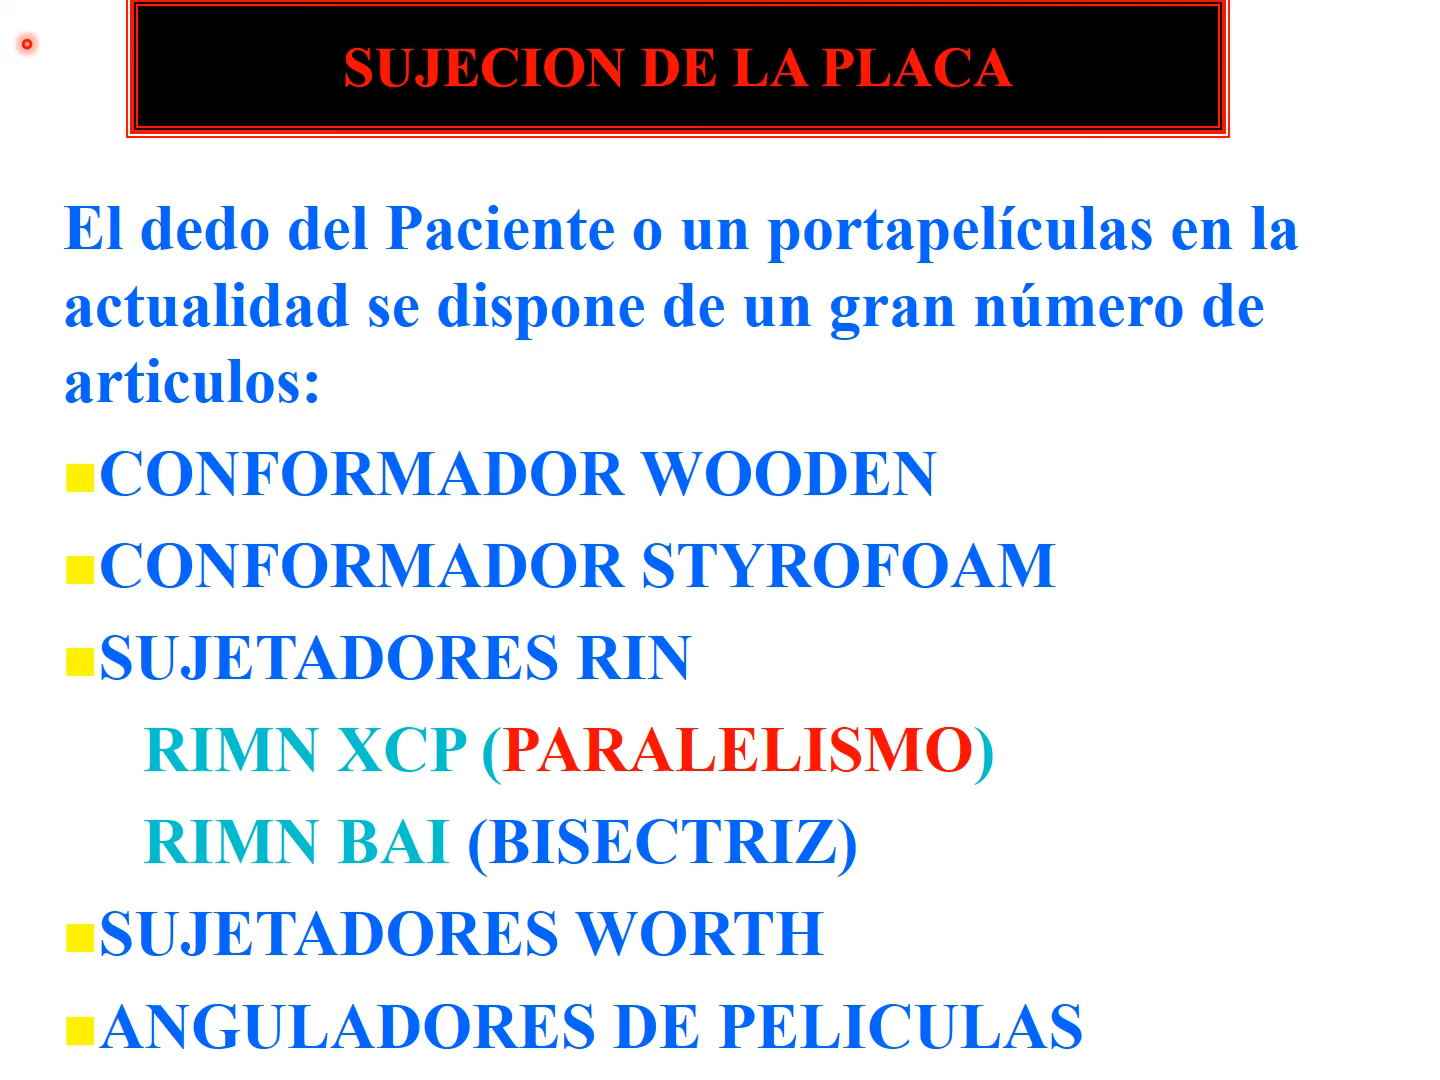 SUJECION DE LA PLACA
El dedo del Paciente o un portapelículas en la
actualidad se dispone de un gran número de
articulos:
CONFORMADOR WOODEN
CONFORMADOR STYROFOAM
SUJETADORES RIN
RIMN XCP (PARALELISMO)
RIMN BAI (BISECTRIZ)
SUJETADORES WORTH
ANGULADORES DE PELICULAS